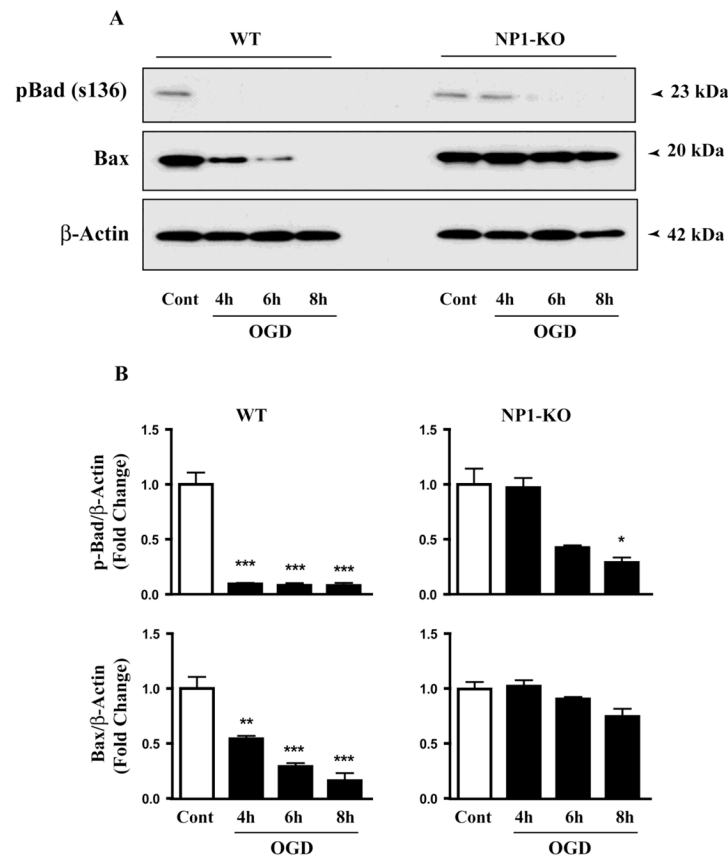 A
WT NP1-KO
pBad (s136) 23 kDa
Bax 20 kDa
β-Actin 42 kDa
Cont 4h 6h 8h Cont 4h 6h 8h
OGD OGD
B
WT NP1-KO
p-Bad/β-Actin
(Fold Change)
1.5 1.5
1.0 1.0
0.5 0.5
0.0 0.0
*** *** *** *
Bax/β-Actin
(Fold Change)
1.5 1.5
1.0 1.0
0.5 0.5
0.0 0.0
** *** ***
Cont 4h 6h 8h Cont 4h 6h 8h
OGD OGD